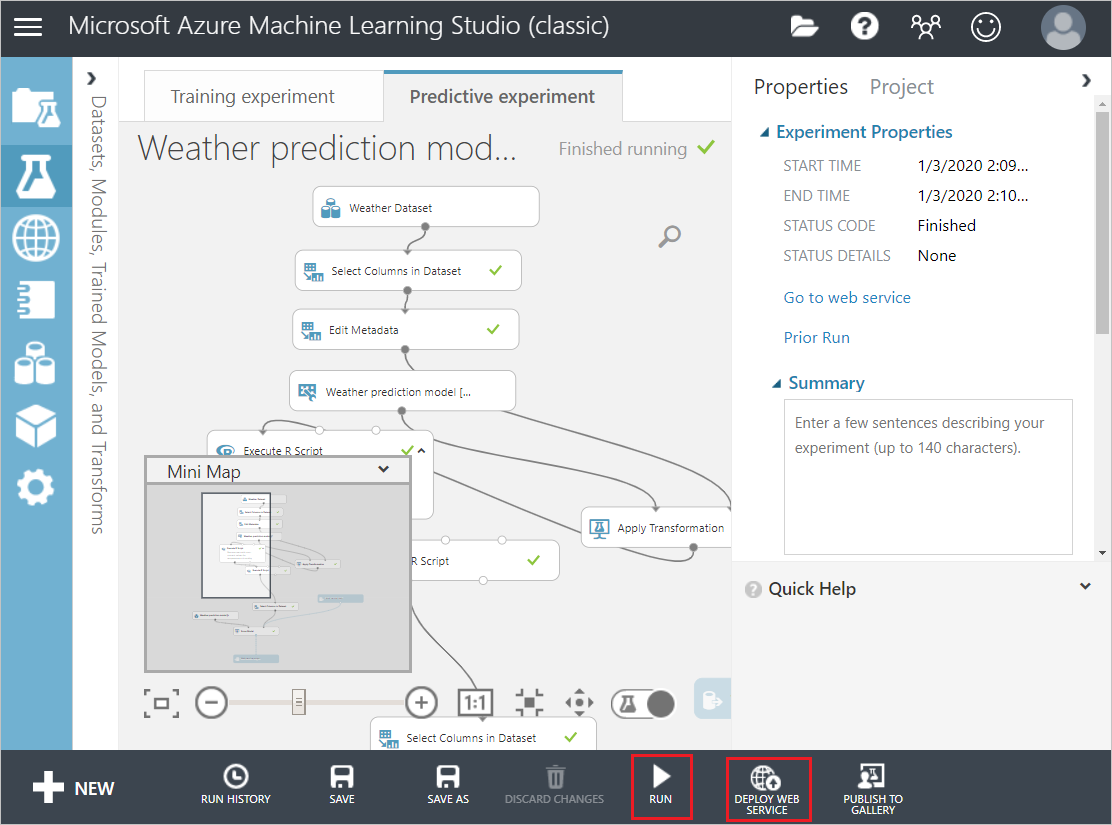 Microsoft Azure Machine Learning Studio (classic)
Datasets, Modules, Trained Models, and Transforms
Training experiment
Predictive experiment
Weather prediction mod...
Finished running
Weather Dataset
Select Columns in Dataset
Edit Metadata
Weather prediction model [...
Execute R Script
Mini Map
Apply Transformation
R Script
1:1
Select Columns in Dataset
Properties
Project
Experiment Properties
START TIME 1/3/2020 2:09...
END TIME 1/3/2020 2:10...
STATUS CODE Finished
STATUS DETAILS None
Go to web service
Prior Run
Summary
Enter a few sentences describing your
experiment (up to 140 characters).
Quick Help
NEW
RUN HISTORY
SAVE
SAVE AS
DISCARD CHANGES
RUN
DEPLOY WEB
SERVICE
PUBLISH TO
GALLERY